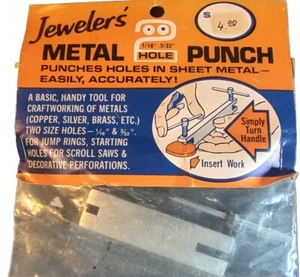 Jewelers'
S
4.00
METAL 2 HOLE PUNCH
1/16" 3/32"
PUNCHES HOLES IN SHEET METAL—
EASILY, ACCURATELY!
A BASIC, HANDY TOOL FOR
CRAFTWORKING OF METALS
(COPPER, SILVER, BRASS, ETC.)
TWO SIZE HOLES — 1/16" & 3/32".
FOR JUMP RINGS, STARTING
HOLES FOR SCROLL SAWS &
DECORATIVE PERFORATIONS.
Simply
Turn
Handle
Insert Work